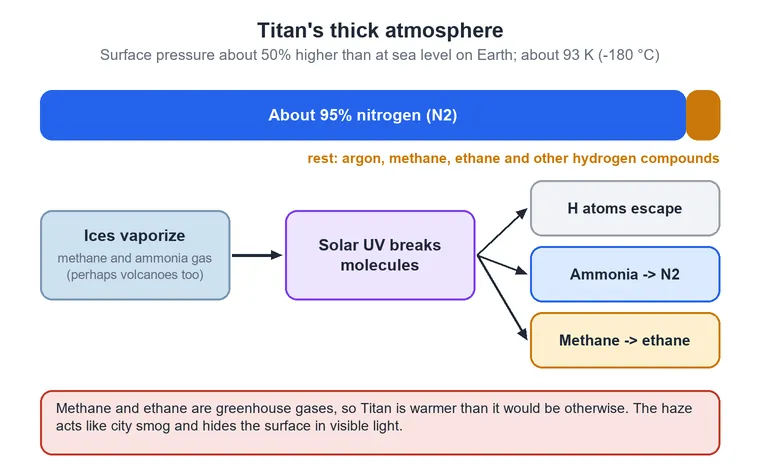 Titan's thick atmosphere
Surface pressure about 50% higher than at sea level on Earth; about 93 K (-180 °C)
About 95% nitrogen (N2)
rest: argon, methane, ethane and other hydrogen compounds
Ices vaporize
methane and ammonia gas
(perhaps volcanoes too)
Solar UV breaks
molecules
H atoms escape
Ammonia -> N2
Methane -> ethane
Methane and ethane are greenhouse gases, so Titan is warmer than it would be otherwise. The haze
acts like city smog and hides the surface in visible light.